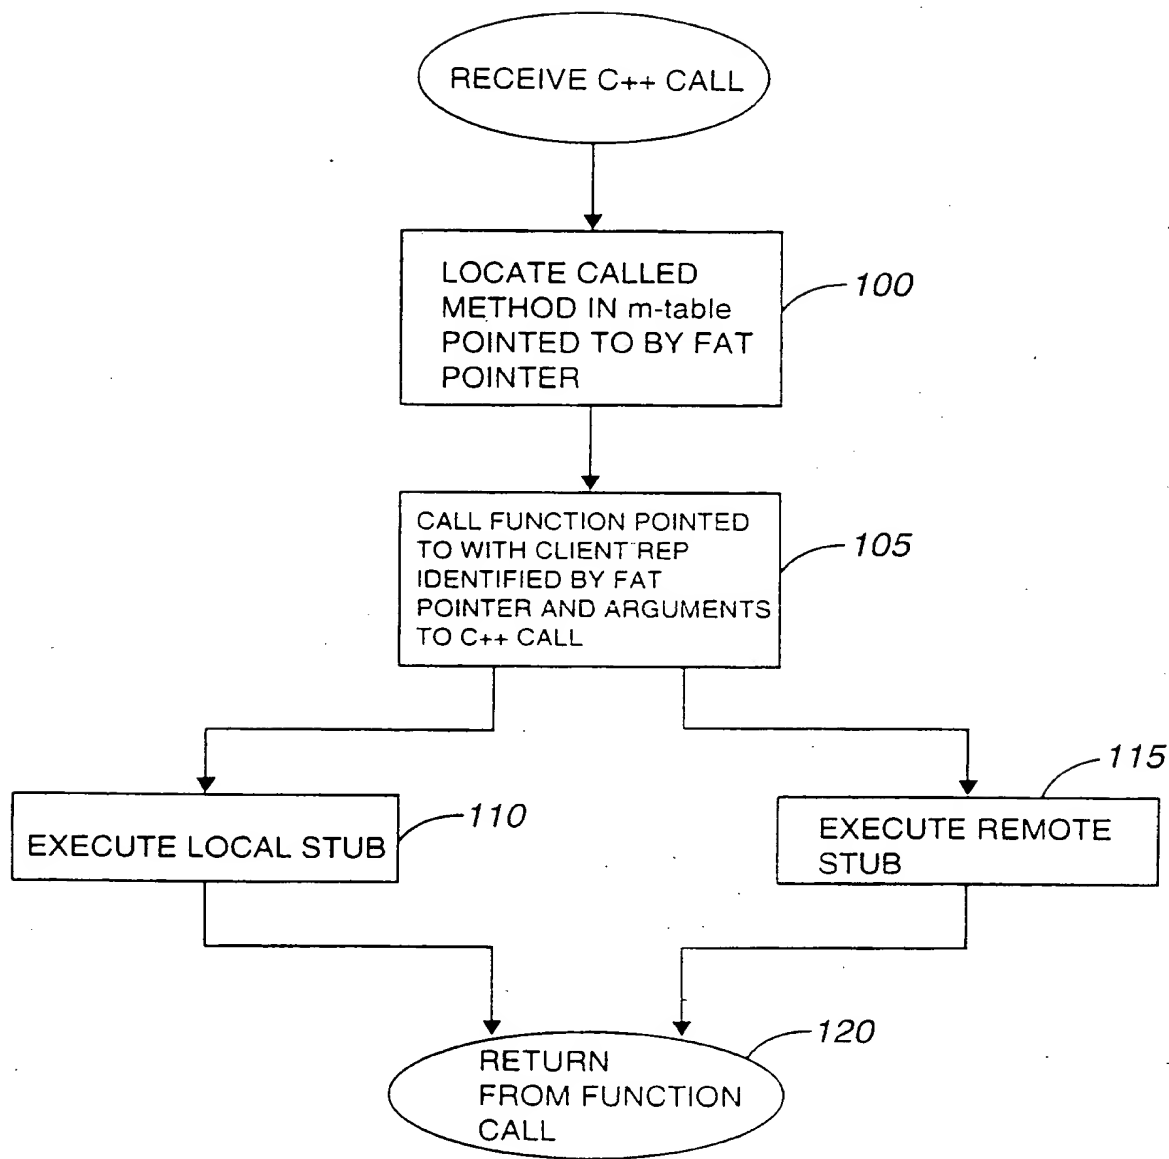 RECEIVE C++ CALL
LOCATE CALLED
METHOD IN m-table
POINTED TO BY FAT
POINTER
100
CALL FUNCTION POINTED
TO WITH CLIENT REP
IDENTIFIED BY FAT
POINTER AND ARGUMENTS
TO C++ CALL
105
EXECUTE LOCAL STUB
110
EXECUTE REMOTE
STUB
115
RETURN
FROM FUNCTION
CALL
120